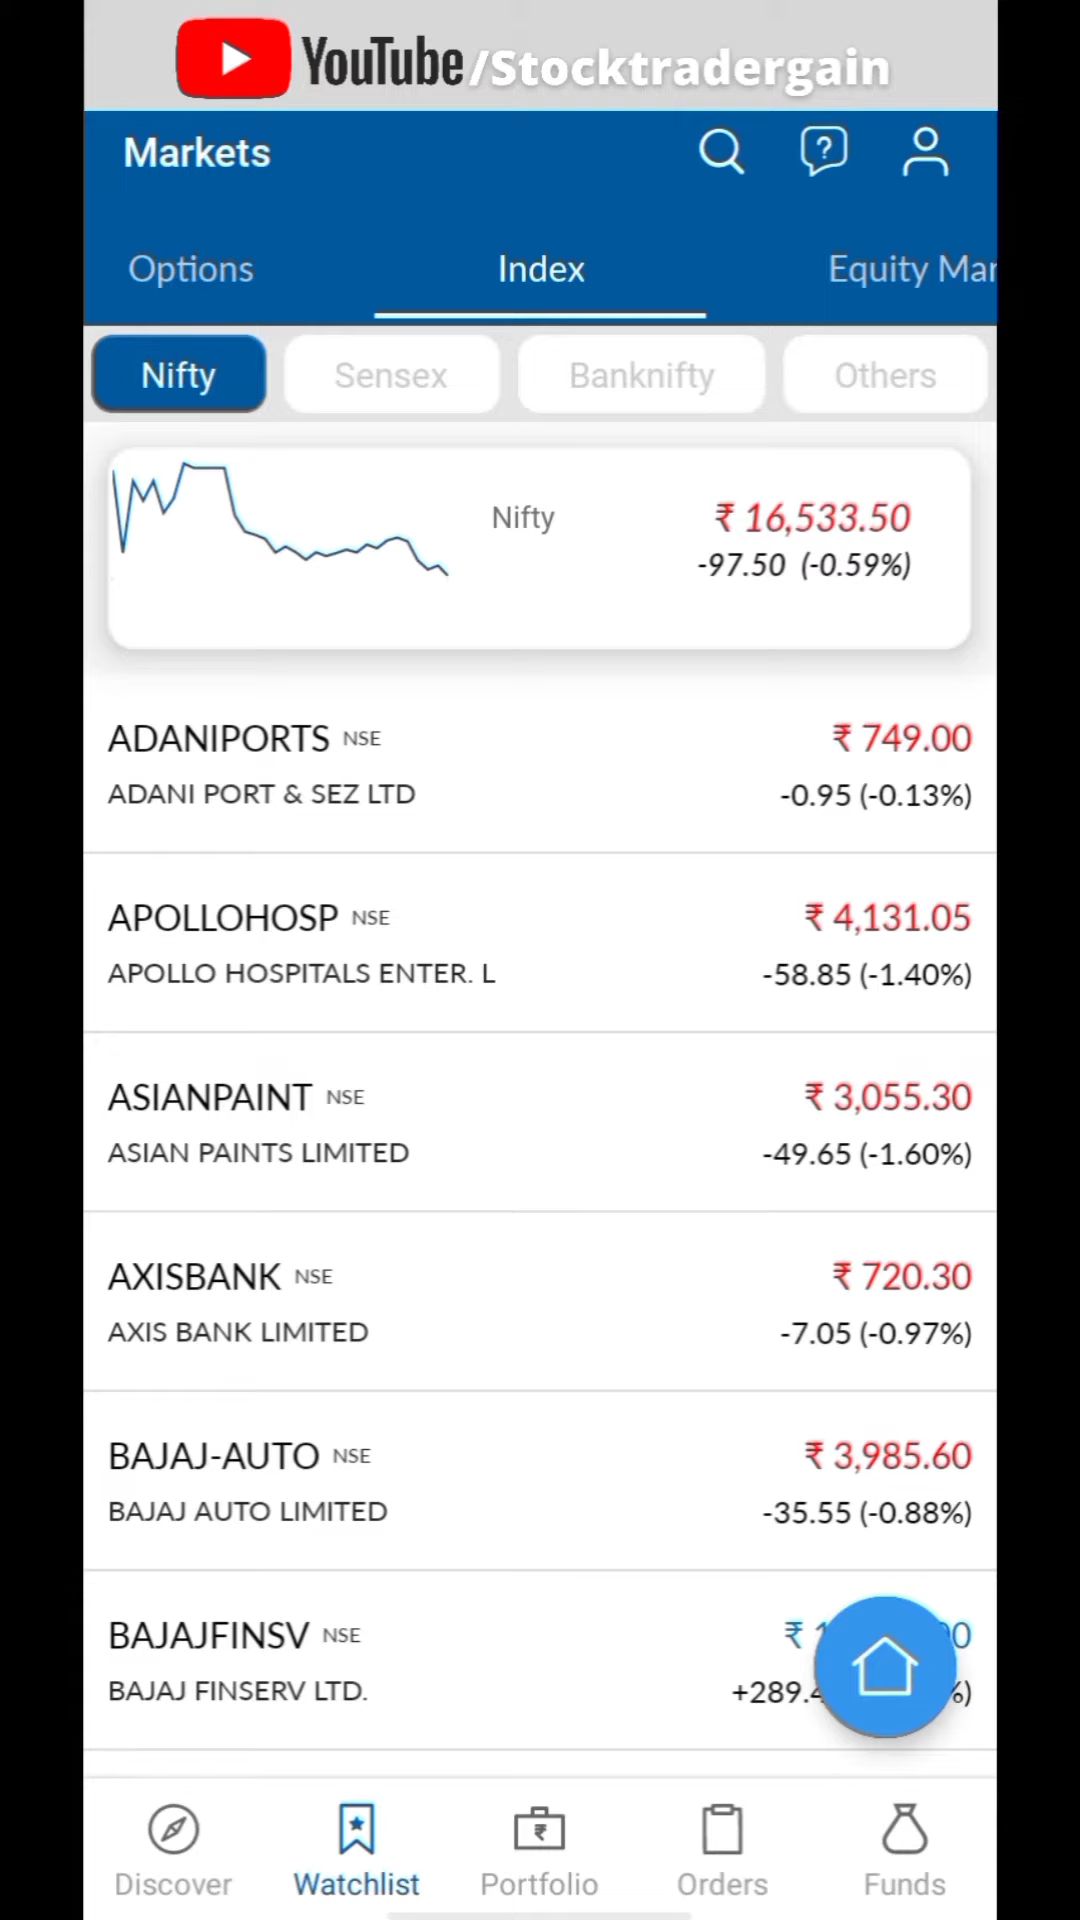 YouTube/Stocktradergain
Markets
Options Index Equity Mar
Nifty Sensex Banknifty Others
Nifty ₹ 16,533.50
-97.50 (-0.59%)
ADANIPORTS NSE ₹ 749.00
ADANI PORT & SEZ LTD -0.95 (-0.13%)
APOLLOHOSP NSE ₹ 4,131.05
APOLLO HOSPITALS ENTER. L -58.85 (-1.40%)
ASIANPAINT NSE ₹ 3,055.30
ASIAN PAINTS LIMITED -49.65 (-1.60%)
AXISBANK NSE ₹ 720.30
AXIS BANK LIMITED -7.05 (-0.97%)
BAJAJ-AUTO NSE ₹ 3,985.60
BAJAJ AUTO LIMITED -35.55 (-0.88%)
BAJAJFINSV NSE ₹
BAJAJ FINSERV LTD.
Discover Watchlist Portfolio Orders Funds